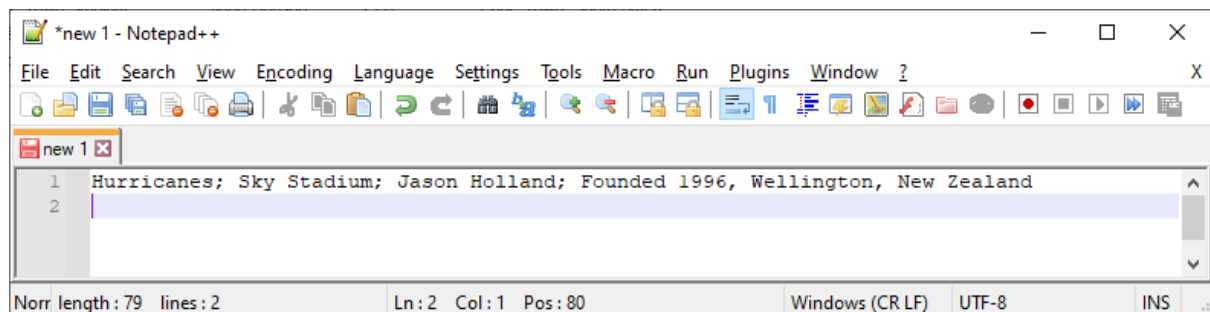 *new 1 - Notepad++
File Edit Search View Encoding Language Settings Tools Macro Run Plugins Window ? X
new 1
1 Hurricanes; Sky Stadium; Jason Holland; Founded 1996, Wellington, New Zealand
2
Norr length : 79 lines : 2 Ln : 2 Col : 1 Pos : 80 Windows (CR LF) UTF-8 INS